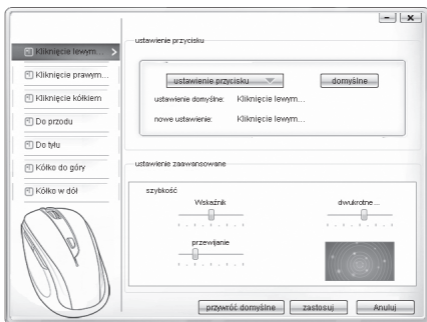 Kliknięcie lewym...
Kliknięcie prawym...
Kliknięcie kółkiem
Do przodu
Do tyłu
Kółko do góry
Kółko w dół
ustawienie przycisku
ustawienie przycisku domyślne
ustawienie domyślne: Kliknięcie lewym...
nowe ustawienie: Kliknięcie lewym...
ustawienie zaawansowane
szybkość
Wskaźnik dwukrotne...
przewijanie
przywróć domyślne zastosuj Anuluj